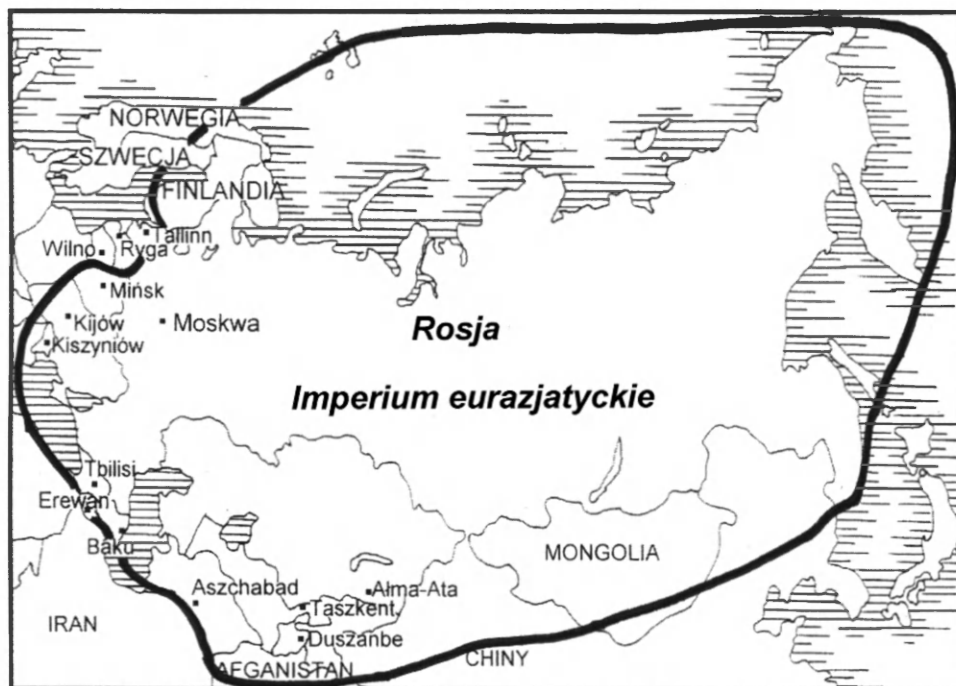 NORWEGIA
SZWECJA
FINLANDIA
Tallinn
Ryga
Wilno
Mińsk
Kijów
Moskwa
Kiszyniów
Rosja
Imperium eurazjatyckie
Tbilisi
Erewan
Baku
MONGOLIA
Aszchabad
Ałma-Ata
Taszkent
IRAN
Duszanbe
CHINY
AFGANISTAN